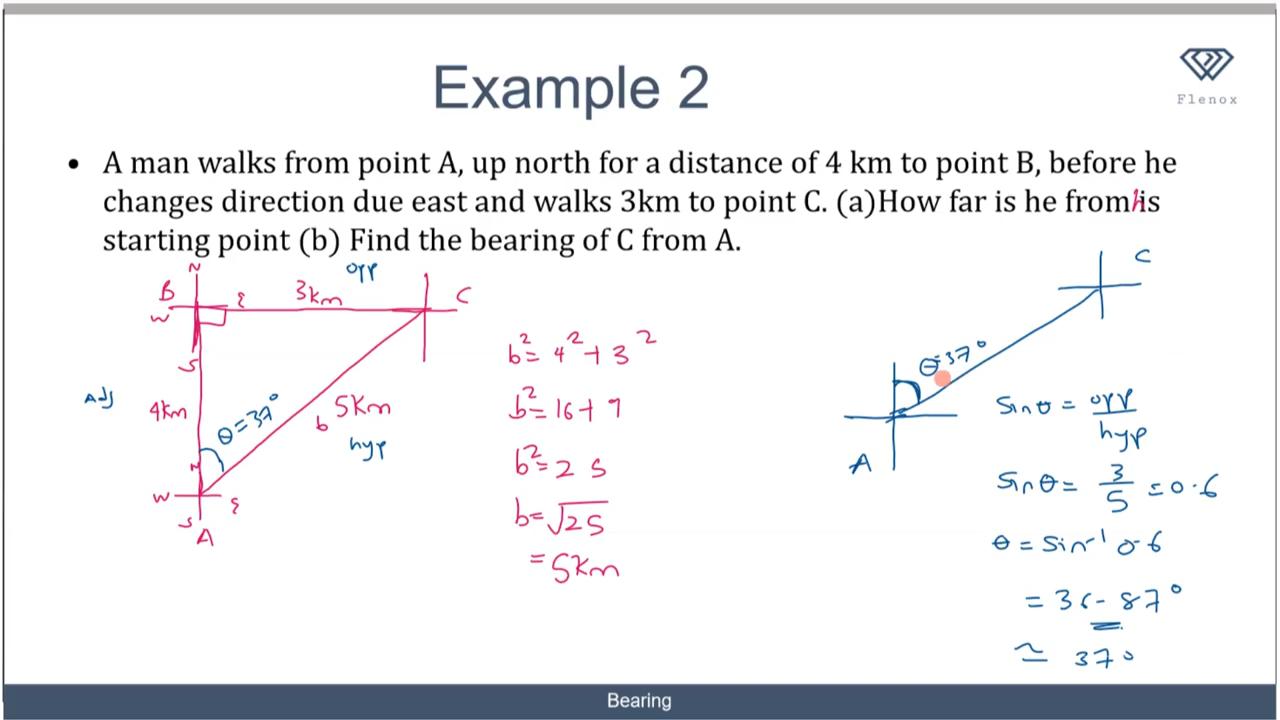 Example 2
Flenox
• A man walks from point A, up north for a distance of 4 km to point B, before he
changes direction due east and walks 3km to point C. (a)How far is he from his
starting point (b) Find the bearing of C from A.
N
B
W
E
S
3km
opp
C
Adj
4km
θ=37°
b 5km
hyp
N
W
E
S
A
b²= 4²+ 3²
b²= 16+ 9
b²= 25
b= √25
= 5km
C
θ=37°
A
Sinθ = opp/hyp
Sinθ = 3/5 = 0.6
θ = Sin⁻¹ 0.6
= 36.87°
≃ 37°
Bearing